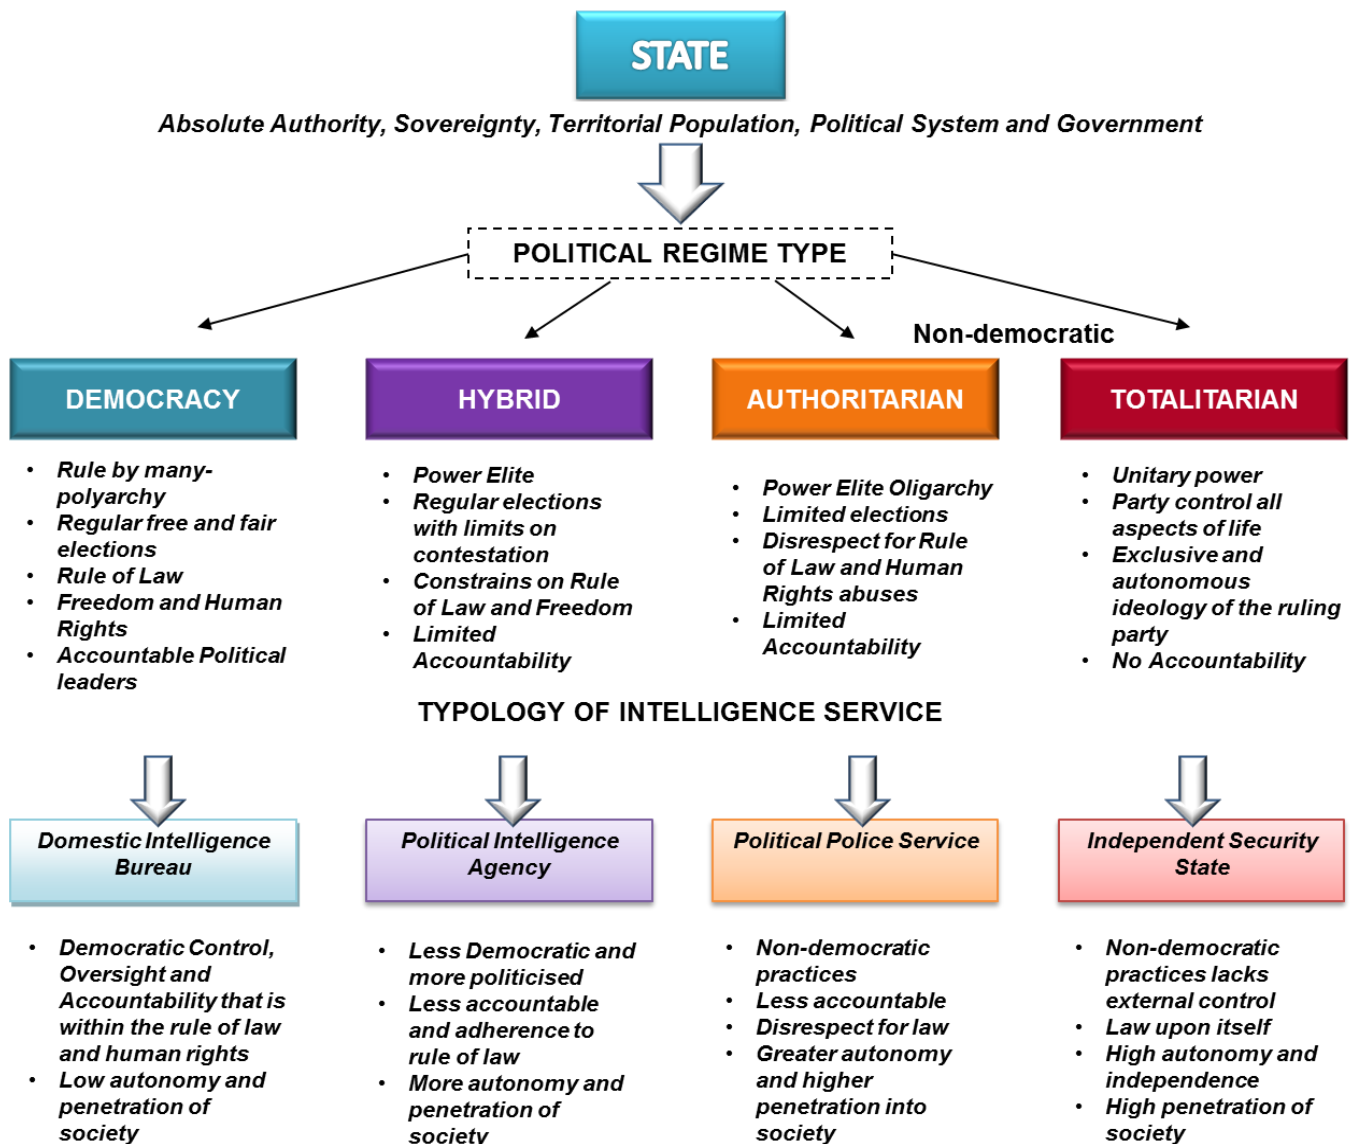 STATE
Absolute Authority, Sovereignty, Territorial Population, Political System and Government
POLITICAL REGIME TYPE
Non-democratic
DEMOCRACY
• Rule by many-
polyarchy
• Regular free and fair
elections
• Rule of Law
• Freedom and Human
Rights
• Accountable Political
leaders
HYBRID
• Power Elite
• Regular elections
with limits on
contestation
• Constrains on Rule
of Law and Freedom
• Limited
Accountability
AUTHORITARIAN
• Power Elite Oligarchy
• Limited elections
• Disrespect for Rule
of Law and Human
Rights abuses
• Limited
Accountability
TOTALITARIAN
• Unitary power
• Party control all
aspects of life
• Exclusive and
autonomous
ideology of the ruling
party
• No Accountability
TYPOLOGY OF INTELLIGENCE SERVICE
Domestic Intelligence
Bureau
• Democratic Control,
Oversight and
Accountability that is
within the rule of law
and human rights
• Low autonomy and
penetration of
society
Political Intelligence
Agency
• Less Democratic and
more politicised
• Less accountable
and adherence to
rule of law
• More autonomy and
penetration of
society
Political Police Service
• Non-democratic
practices
• Less accountable
• Disrespect for law
• Greater autonomy
and higher
penetration into
society
Independent Security
State
• Non-democratic
practices lacks
external control
• Law upon itself
• High autonomy and
independence
• High penetration of
society